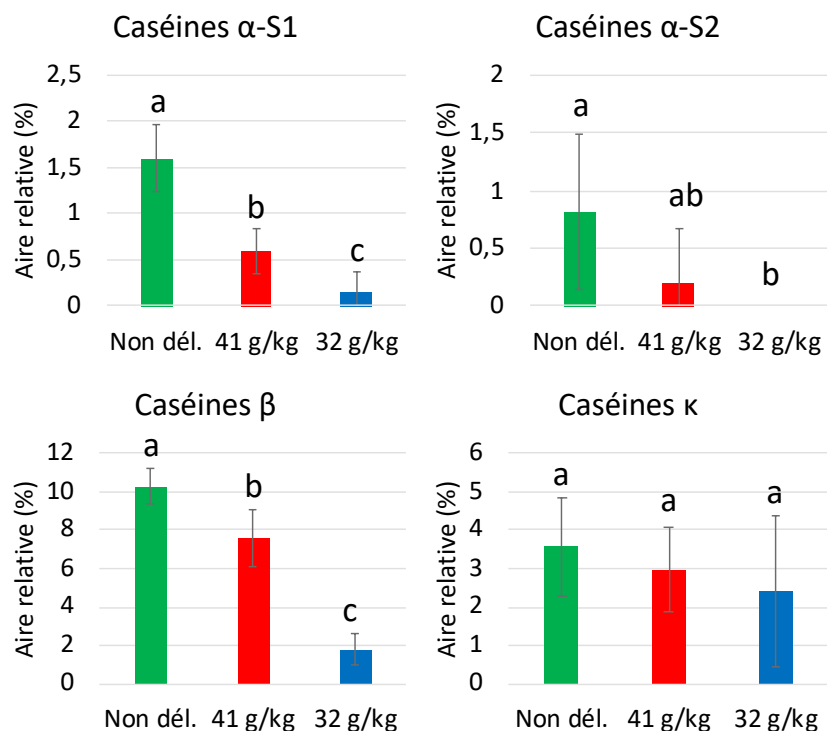 Caséines α-S1
Aire relative (%)
2,5
2
1,5
1
0,5
0
a
b
c
Non dél. 41 g/kg 32 g/kg
Caséines α-S2
Aire relative (%)
2
1,5
1
0,5
0
a
ab
b
Non dél. 41 g/kg 32 g/kg
Caséines β
Aire relative (%)
12
10
8
6
4
2
0
a
b
c
Non dél. 41 g/kg 32 g/kg
Caséines κ
Aire relative (%)
6
5
4
3
2
1
0
a
a
a
Non dél. 41 g/kg 32 g/kg